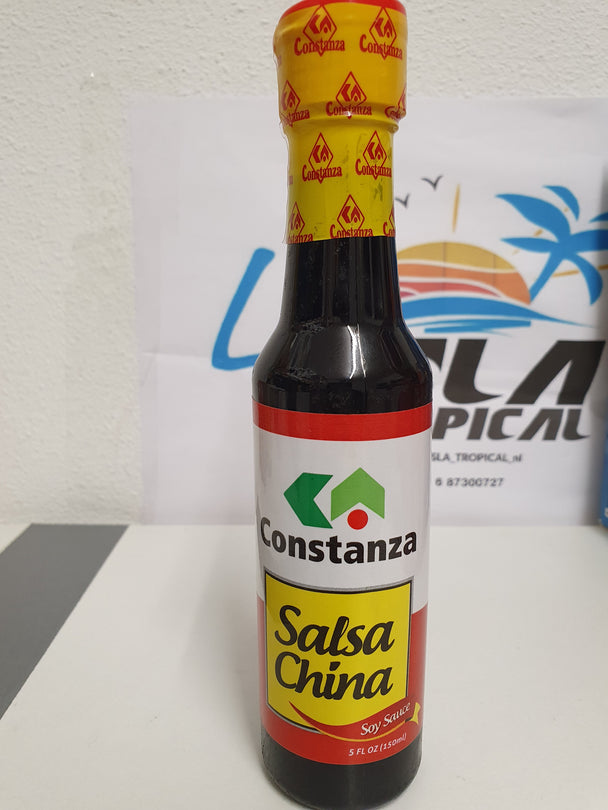 Constanza
Constanza
Constanza
Constanza
Constanza
Constanza
Constanza
Constanza
Salsa
China
Soy Sauce
5 FL OZ (150ml)
L
SLA
PICAL
SLA_TROPICAL_nl
6 87300727